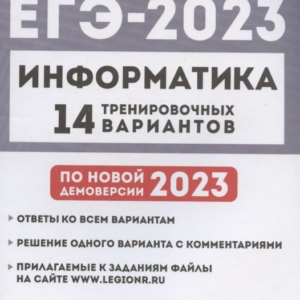 ЕГЭ-2023
ИНФОРМАТИКА
14 ТРЕНИРОВОЧНЫХ
ВАРИАНТОВ
ПО НОВОЙ
ДЕМОВЕРСИИ 2023
ОТВЕТЫ КО ВСЕМ ВАРИАНТАМ
РЕШЕНИЕ ОДНОГО ВАРИАНТА С КОММЕНТАРИЯМИ
ПРИЛАГАЕМЫЕ К ЗАДАНИЯМ ФАЙЛЫ
НА САЙТЕ WWW.LEGIONR.RU